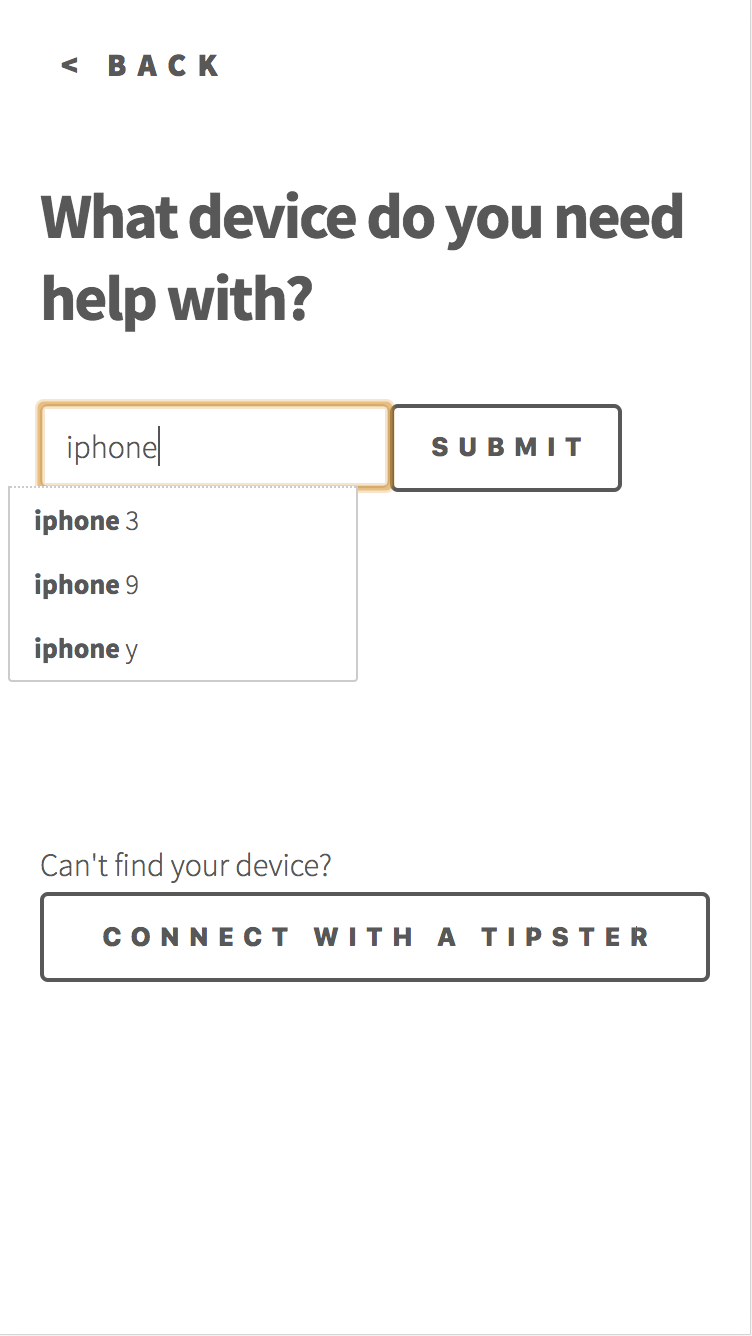 < BACK
What device do you need
help with?
iphone
SUBMIT
iphone 3
iphone 9
iphone y
Can't find your device?
CONNECT WITH A TIPSTER